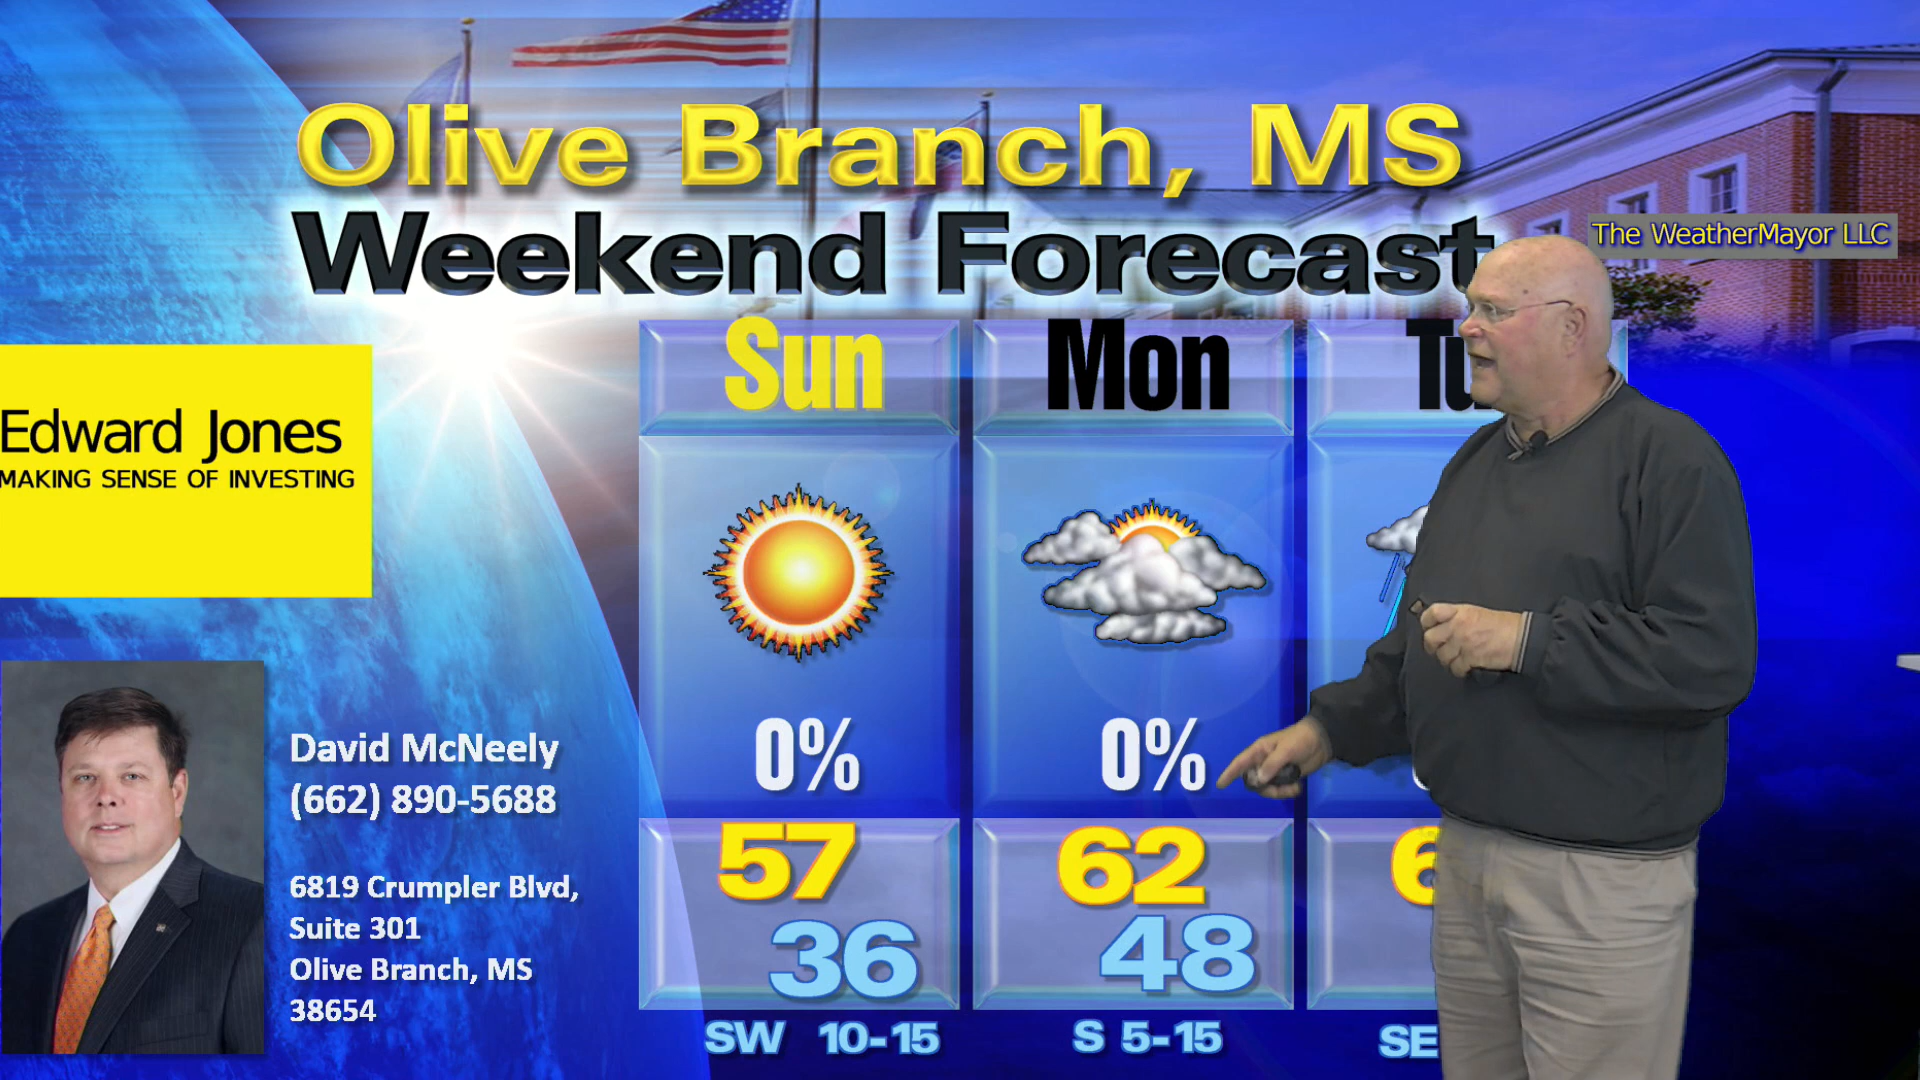 Olive Branch, MS
Weekend Forecast
The WeatherMayor LLC
Sun
Mon
Edward Jones
MAKING SENSE OF INVESTING
0%
0%
57
62
36
48
SW 10-15
S 5-15
SE
David McNeely
(662) 890-5688
6819 Crumpler Blvd,
Suite 301
Olive Branch, MS
38654